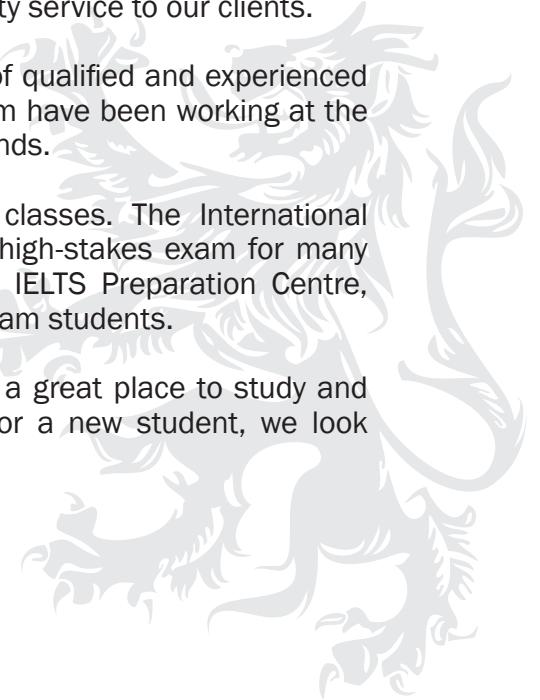 ty service to our clients.
of qualified and experienced
m have been working at the
nds.
classes. The International
high-stakes exam for many
IELTS Preparation Centre,
am students.
a great place to study and
or a new student, we look